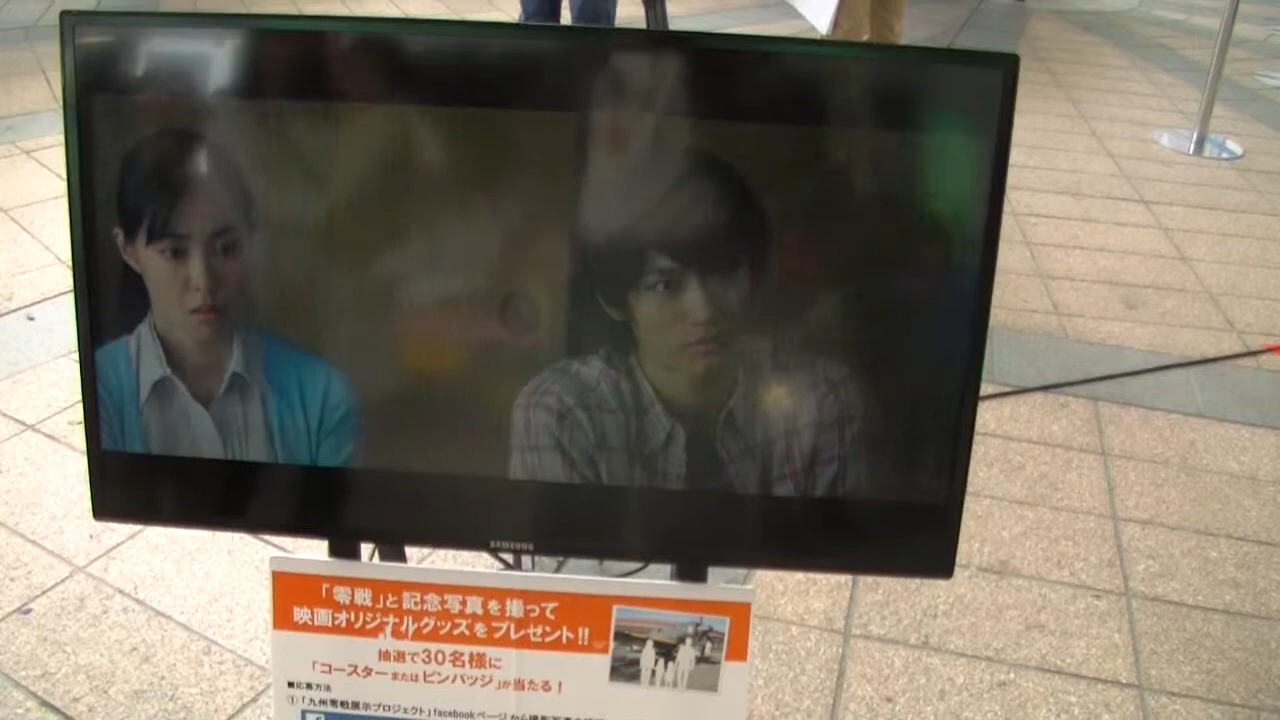 SAMSUNG
「零戦」と記念写真を撮って
映画オリジナルグッズをプレゼント!!
抽選で30名様に
「コースターまたはピンバッジ」が当たる!
■応募方法
①「九州零戦展示プロジェクト」facebookページから